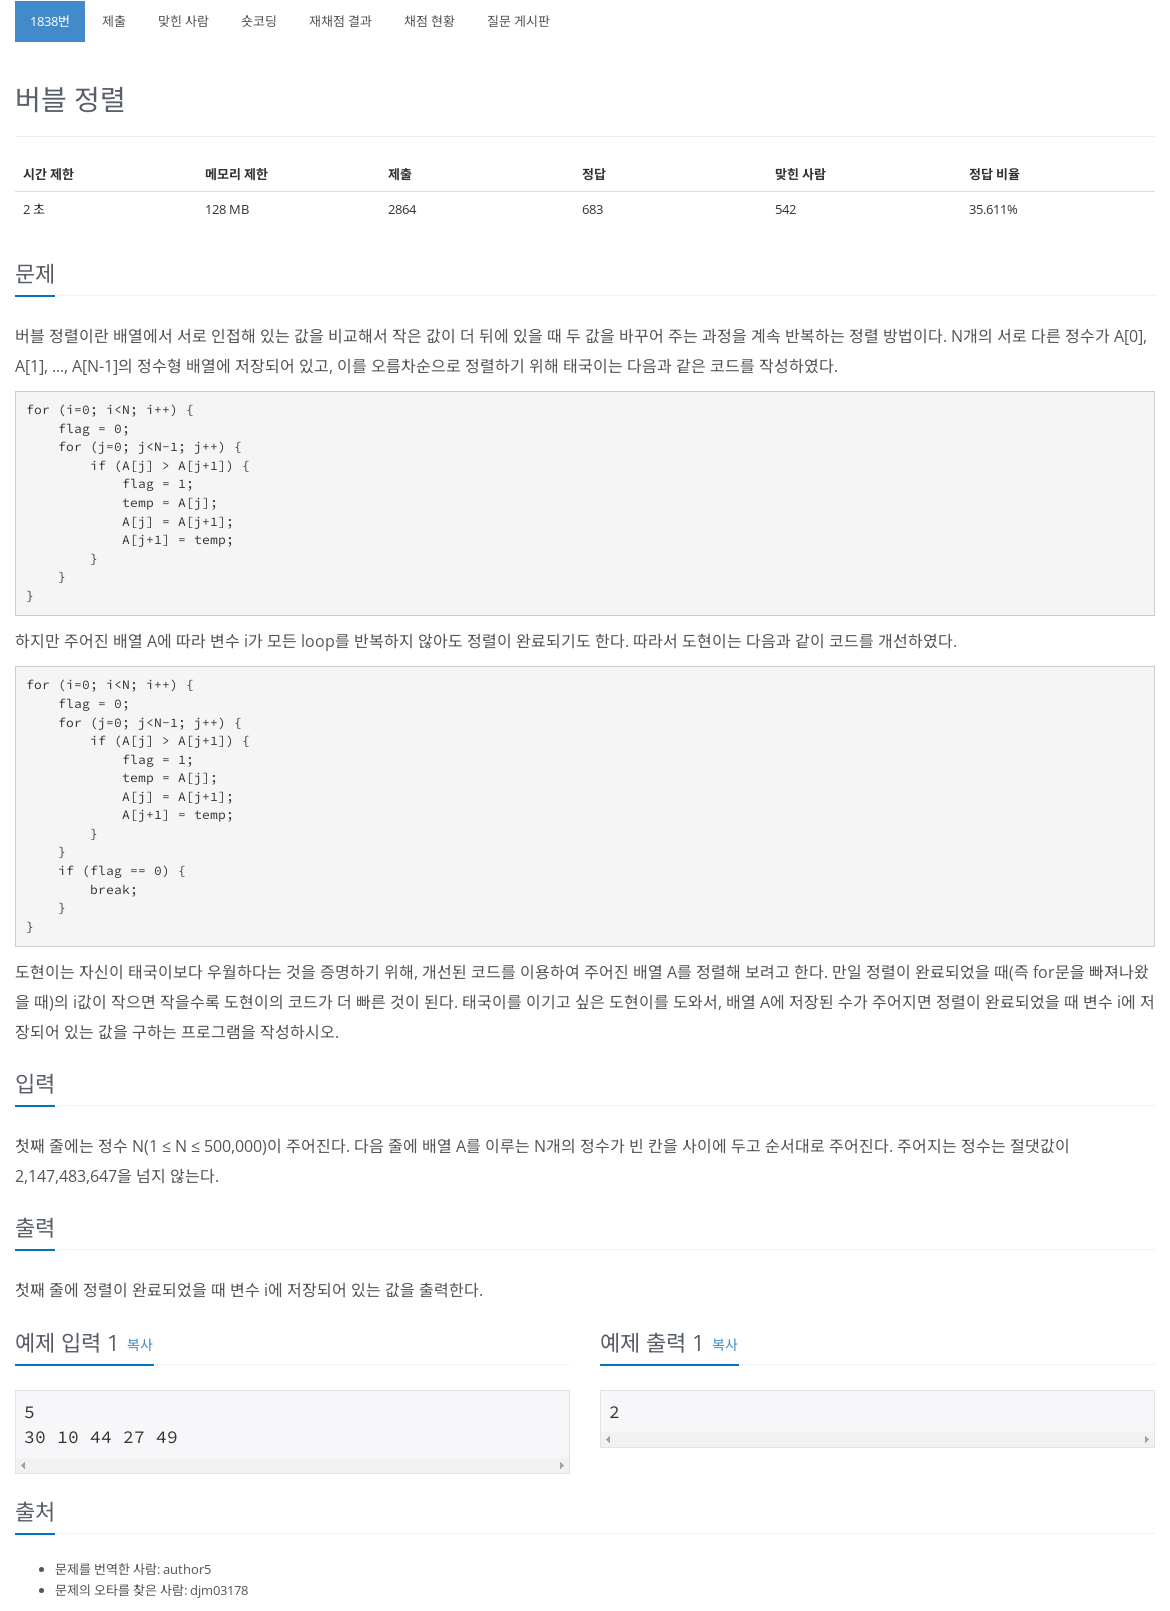 1838번 제출 맞힌 사람 숏코딩 재채점 결과 채점 현황 질문 게시판
버블 정렬
시간 제한 메모리 제한 제출 정답 맞힌 사람 정답 비율
2 초 128 MB 2864 683 542 35.611%
문제
버블 정렬이란 배열에서 서로 인접해 있는 값을 비교해서 작은 값이 더 뒤에 있을 때 두 값을 바꾸어 주는 과정을 계속 반복하는 정렬 방법이다. N개의 서로 다른 정수가 A[0],
A[1], ..., A[N-1]의 정수형 배열에 저장되어 있고, 이를 오름차순으로 정렬하기 위해 태국이는 다음과 같은 코드를 작성하였다.
for (i=0; i<N; i++) {
    flag = 0;
    for (j=0; j<N-1; j++) {
        if (A[j] > A[j+1]) {
            flag = 1;
            temp = A[j];
            A[j] = A[j+1];
            A[j+1] = temp;
        }
    }
}
하지만 주어진 배열 A에 따라 변수 i가 모든 loop를 반복하지 않아도 정렬이 완료되기도 한다. 따라서 도현이는 다음과 같이 코드를 개선하였다.
for (i=0; i<N; i++) {
    flag = 0;
    for (j=0; j<N-1; j++) {
        if (A[j] > A[j+1]) {
            flag = 1;
            temp = A[j];
            A[j] = A[j+1];
            A[j+1] = temp;
        }
    }
    if (flag == 0) {
        break;
    }
}
도현이는 자신이 태국이보다 우월하다는 것을 증명하기 위해, 개선된 코드를 이용하여 주어진 배열 A를 정렬해 보려고 한다. 만일 정렬이 완료되었을 때(즉 for문을 빠져나왔
을 때)의 i값이 작으면 작을수록 도현이의 코드가 더 빠른 것이 된다. 태국이를 이기고 싶은 도현이를 도와서, 배열 A에 저장된 수가 주어지면 정렬이 완료되었을 때 변수 i에 저
장되어 있는 값을 구하는 프로그램을 작성하시오.
입력
첫째 줄에는 정수 N(1 ≤ N ≤ 500,000)이 주어진다. 다음 줄에 배열 A를 이루는 N개의 정수가 빈 칸을 사이에 두고 순서대로 주어진다. 주어지는 정수는 절댓값이
2,147,483,647을 넘지 않는다.
출력
첫째 줄에 정렬이 완료되었을 때 변수 i에 저장되어 있는 값을 출력한다.
예제 입력 1 복사
5
30 10 44 27 49
예제 출력 1 복사
2
출처
문제를 번역한 사람: author5
문제의 오타를 찾은 사람: djm03178